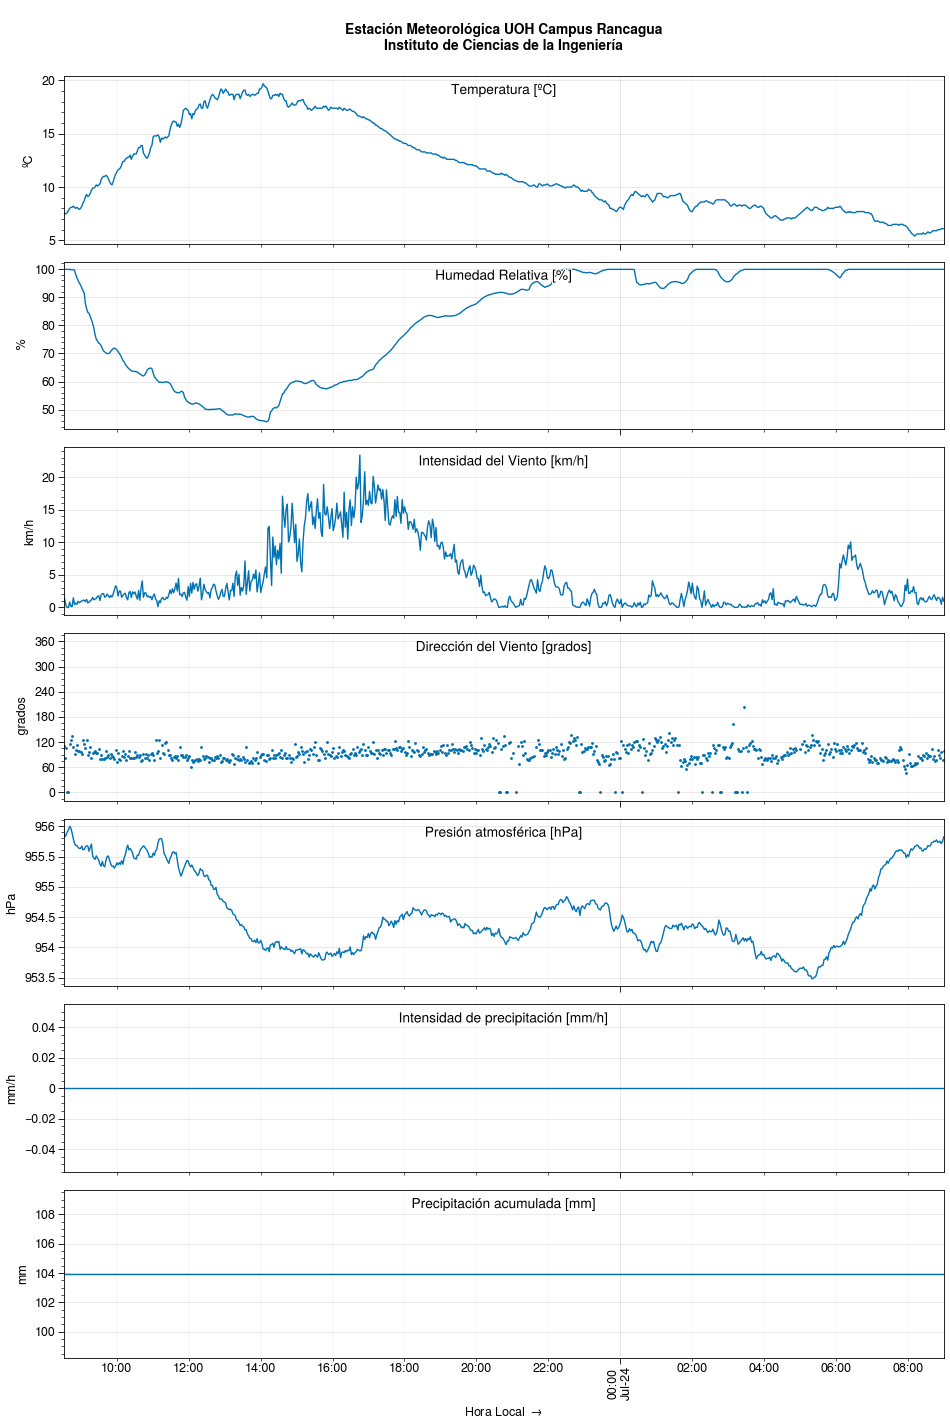 Estación Meteorológica UOH Campus Rancagua
Instituto de Ciencias de la Ingeniería
Temperatura [ºC]
ºC
20
15
10
5
Humedad Relativa [%]
%
100
90
80
70
60
50
Intensidad del Viento [km/h]
km/h
20
15
10
5
0
Dirección del Viento [grados]
grados
360
300
240
180
120
60
0
Presión atmosférica [hPa]
hPa
956
955.5
955
954.5
954
953.5
Intensidad de precipitación [mm/h]
mm/h
0.04
0.02
0
−0.02
−0.04
Precipitación acumulada [mm]
mm
108
106
104
102
100
10:00 12:00 14:00 16:00 18:00 20:00 22:00 00:00 02:00 04:00 06:00 08:00
Jul-24
Hora Local →